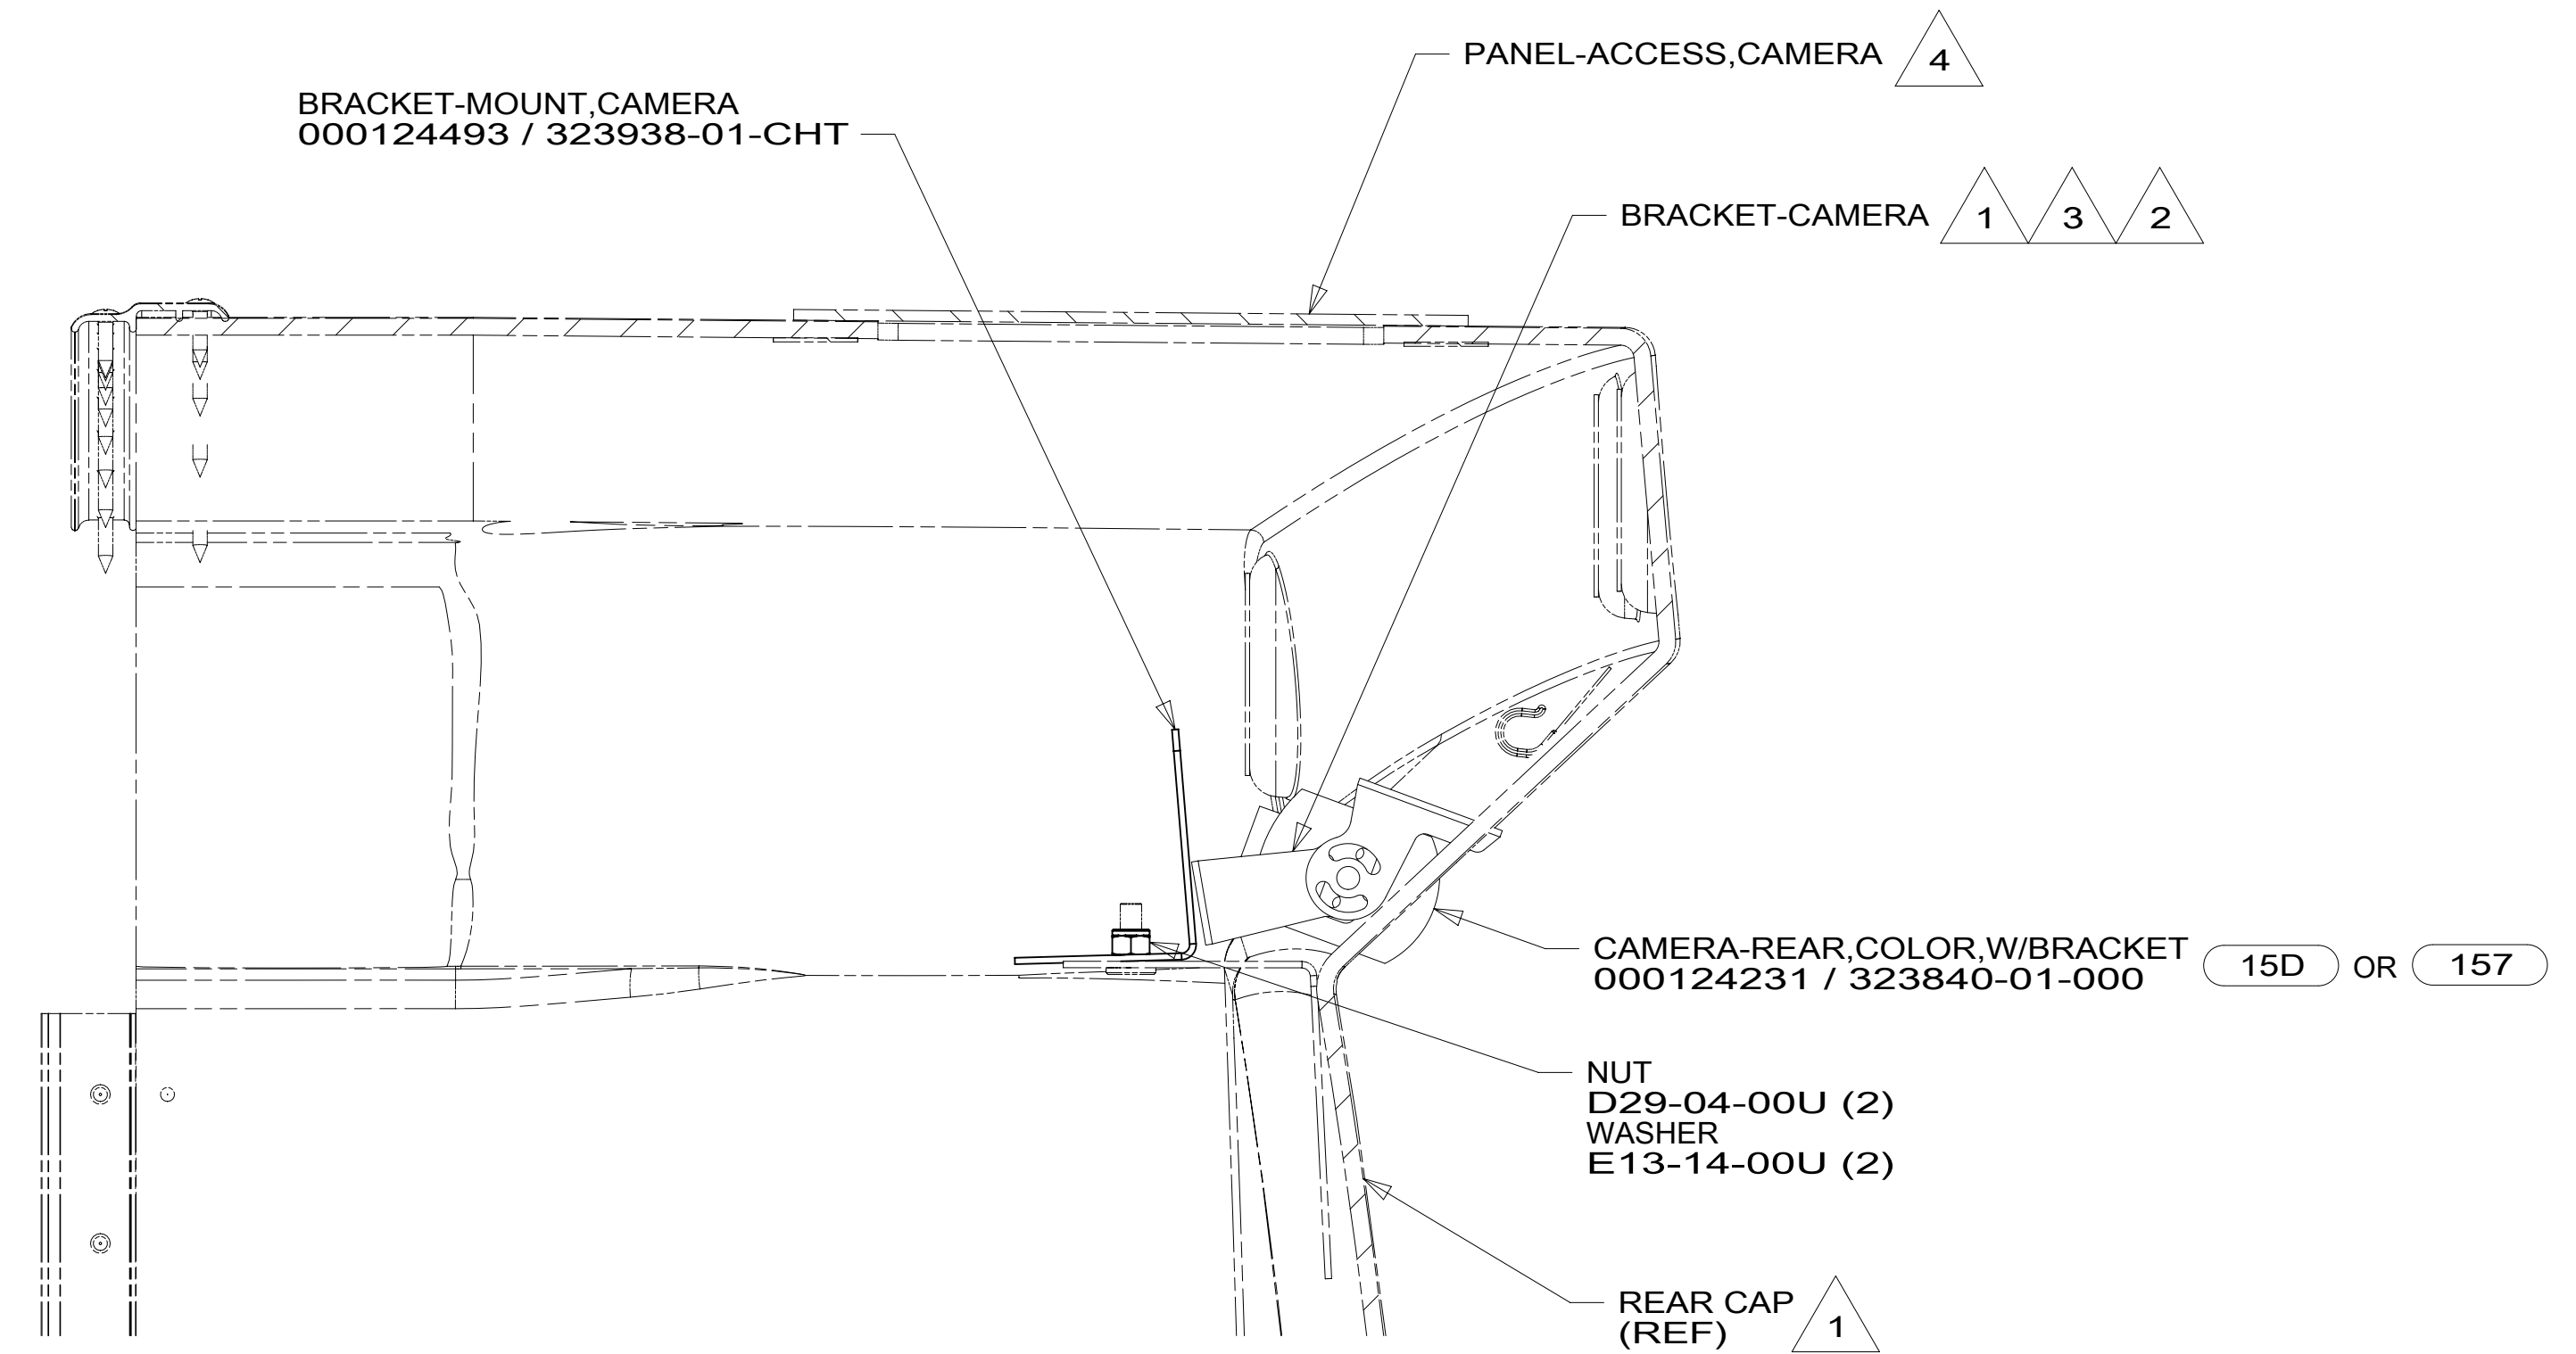 PANEL-ACCESS,CAMERA 4
BRACKET-MOUNT,CAMERA
000124493 / 323938-01-CHT
BRACKET-CAMERA 1 3 2
CAMERA-REAR,COLOR,W/BRACKET
000124231 / 323840-01-000
15D OR 157
NUT
D29-04-00U (2)
WASHER
E13-14-00U (2)
REAR CAP
(REF)
1